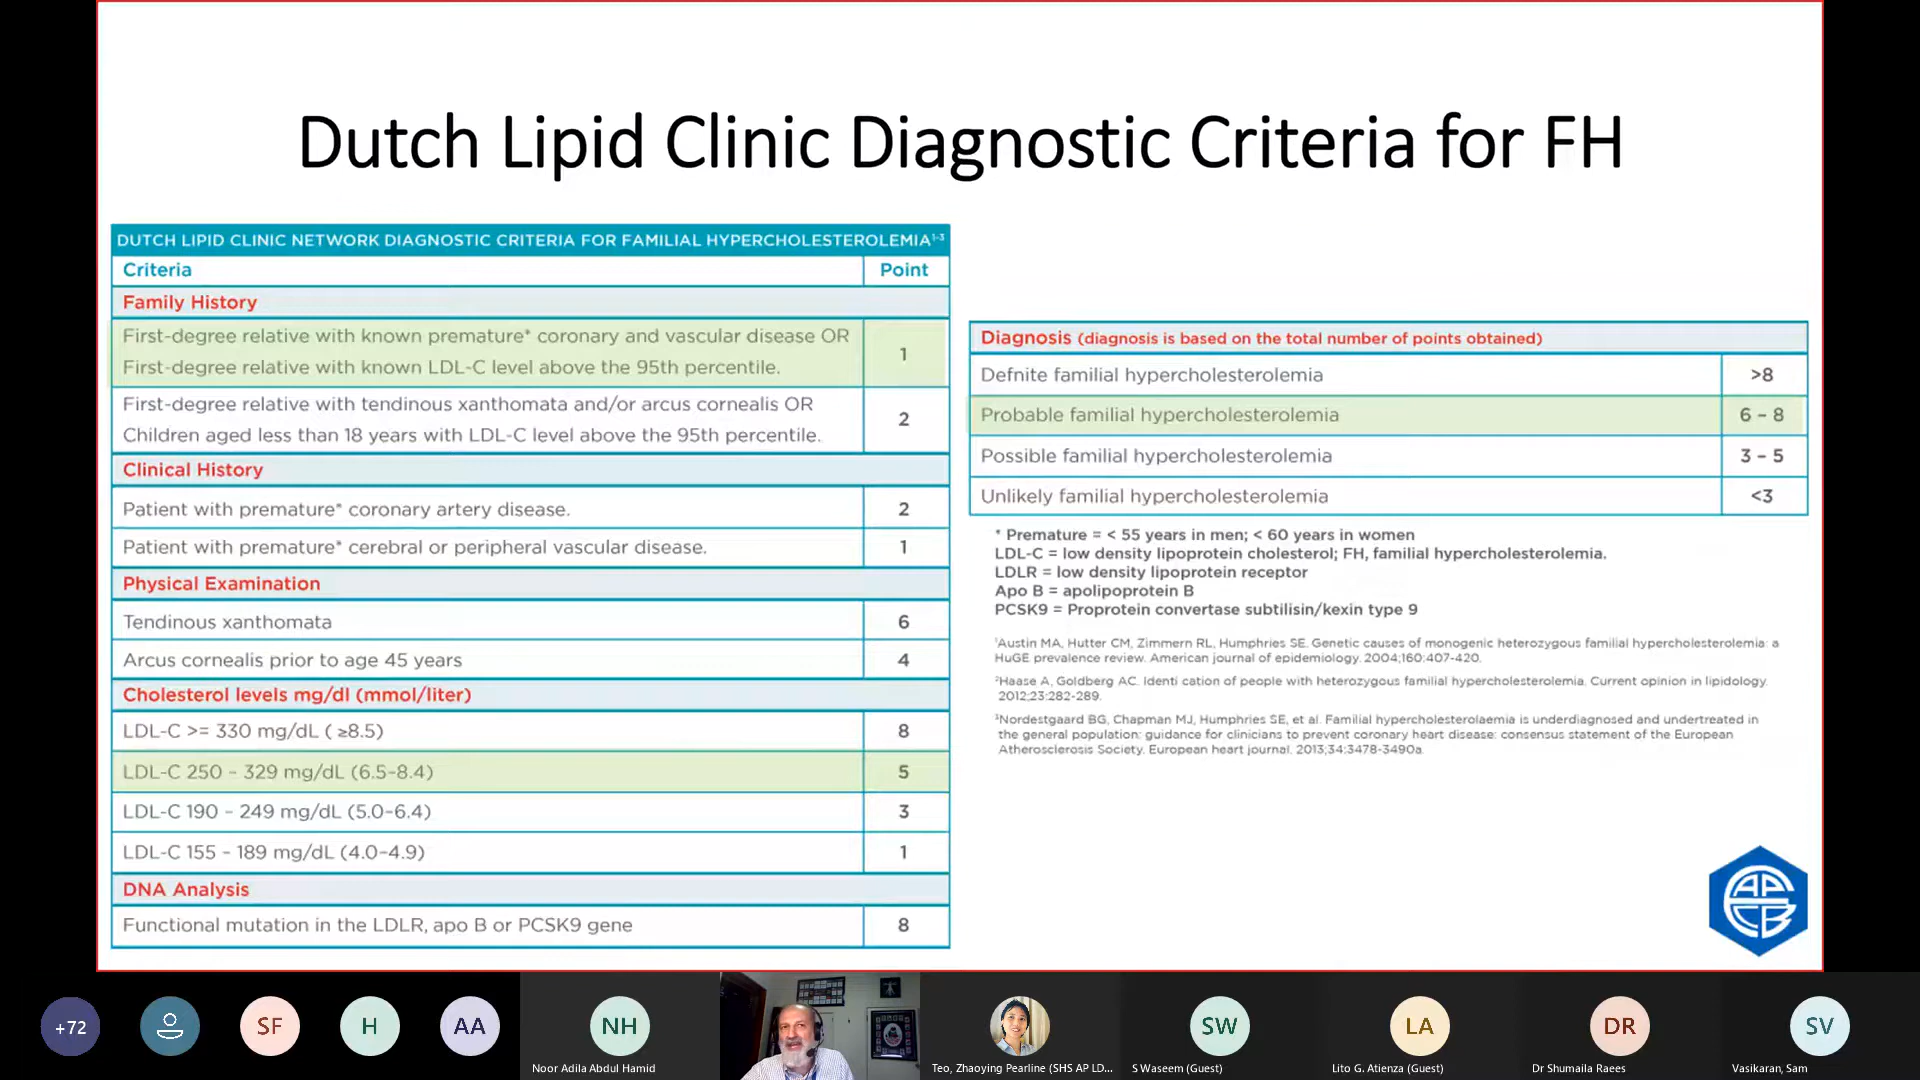 Dutch Lipid Clinic Diagnostic Criteria for FH
DUTCH LIPID CLINIC NETWORK DIAGNOSTIC CRITERIA FOR FAMILIAL HYPERCHOLESTEROLEMIA¹⁻³
Criteria Point
Family History
First-degree relative with known premature* coronary and vascular disease OR
First-degree relative with known LDL-C level above the 95th percentile.
1
First-degree relative with tendinous xanthomata and/or arcus cornealis OR
Children aged less than 18 years with LDL-C level above the 95th percentile.
2
Clinical History
Patient with premature* coronary artery disease. 2
Patient with premature* cerebral or peripheral vascular disease. 1
Physical Examination
Tendinous xanthomata 6
Arcus cornealis prior to age 45 years 4
Cholesterol levels mg/dl (mmol/liter)
LDL-C >= 330 mg/dL ( ≥8.5) 8
LDL-C 250 – 329 mg/dL (6.5–8.4) 5
LDL-C 190 – 249 mg/dL (5.0–6.4) 3
LDL-C 155 – 189 mg/dL (4.0–4.9) 1
DNA Analysis
Functional mutation in the LDLR, apo B or PCSK9 gene 8
Diagnosis (diagnosis is based on the total number of points obtained)
Defnite familial hypercholesterolemia >8
Probable familial hypercholesterolemia 6 – 8
Possible familial hypercholesterolemia 3 – 5
Unlikely familial hypercholesterolemia <3
* Premature = < 55 years in men; < 60 years in women
LDL-C = low density lipoprotein cholesterol; FH, familial hypercholesterolemia.
LDLR = low density lipoprotein receptor
Apo B = apolipoprotein B
PCSK9 = Proprotein convertase subtilisin/kexin type 9
¹Austin MA, Hutter CM, Zimmern RL, Humphries SE. Genetic causes of monogenic heterozygous familial hypercholesterolemia: a
HuGE prevalence review. American journal of epidemiology. 2004;160:407-420.
²Haase A, Goldberg AC. Identi cation of people with heterozygous familial hypercholesterolemia. Current opinion in lipidology.
2012;23:282-289.
³Nordestgaard BG, Chapman MJ, Humphries SE, et al. Familial hypercholesterolaemia is underdiagnosed and undertreated in
the general population: guidance for clinicians to prevent coronary heart disease: consensus statement of the European
Atherosclerosis Society. European heart journal. 2013;34:3478-3490a.
APFCB
+72
SF
H
AA
NH
Noor Adila Abdul Hamid
Teo, Zhaoying Pearline (SHS AP LD...
SW
S Waseem (Guest)
LA
Lito G. Atienza (Guest)
DR
Dr Shumaila Raees
SV
Vasikaran, Sam